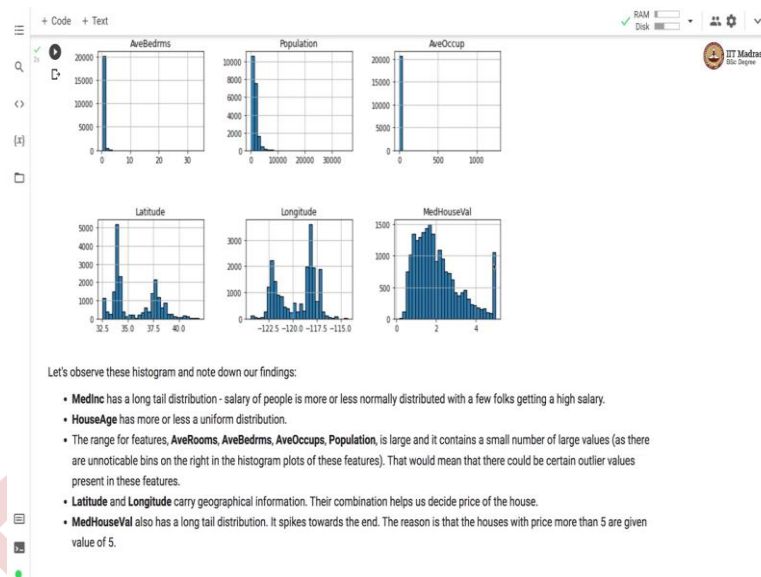 + Code + Text
RAM
Disk
2s
IIT Madras
BSc Degree
AveBedrms
Population
AveOccup
20000
15000
10000
5000
0
0 10 20 30
10000
8000
6000
4000
2000
0
0 10000 20000 30000
20000
15000
10000
5000
0
0 500 1000
Latitude
Longitude
MedHouseVal
5000
4000
3000
2000
1000
0
32.5 35.0 37.5 40.0
3000
2000
1000
0
−122.5 −120.0 −117.5 −115.0
1500
1000
500
0
0 2 4
Let's observe these histogram and note down our findings:
• MedInc has a long tail distribution - salary of people is more or less normally distributed with a few folks getting a high salary.
• HouseAge has more or less a uniform distribution.
• The range for features, AveRooms, AveBedrms, AveOccups, Population, is large and it contains a small number of large values (as there
are unnoticable bins on the right in the histogram plots of these features). That would mean that there could be certain outlier values
present in these features.
• Latitude and Longitude carry geographical information. Their combination helps us decide price of the house.
• MedHouseVal also has a long tail distribution. It spikes towards the end. The reason is that the houses with price more than 5 are given
value of 5.